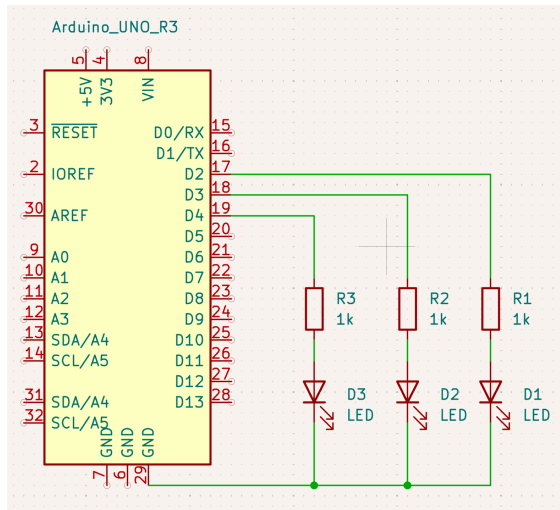 Arduino_UNO_R3
5
4
8
+5V
3V3
VIN
3
RESET
D0/RX
15
D1/TX
16
2
IOREF
D2
17
D3
18
30
AREF
D4
19
D5
20
9
A0
D6
21
10
A1
D7
22
11
A2
D8
23
12
A3
D9
24
13
SDA/A4
D10
25
14
SCL/A5
D11
26
D12
27
31
SDA/A4
D13
28
32
SCL/A5
GND
GND
GND
7
6
29
R3
1k
R2
1k
R1
1k
D3
LED
D2
LED
D1
LED